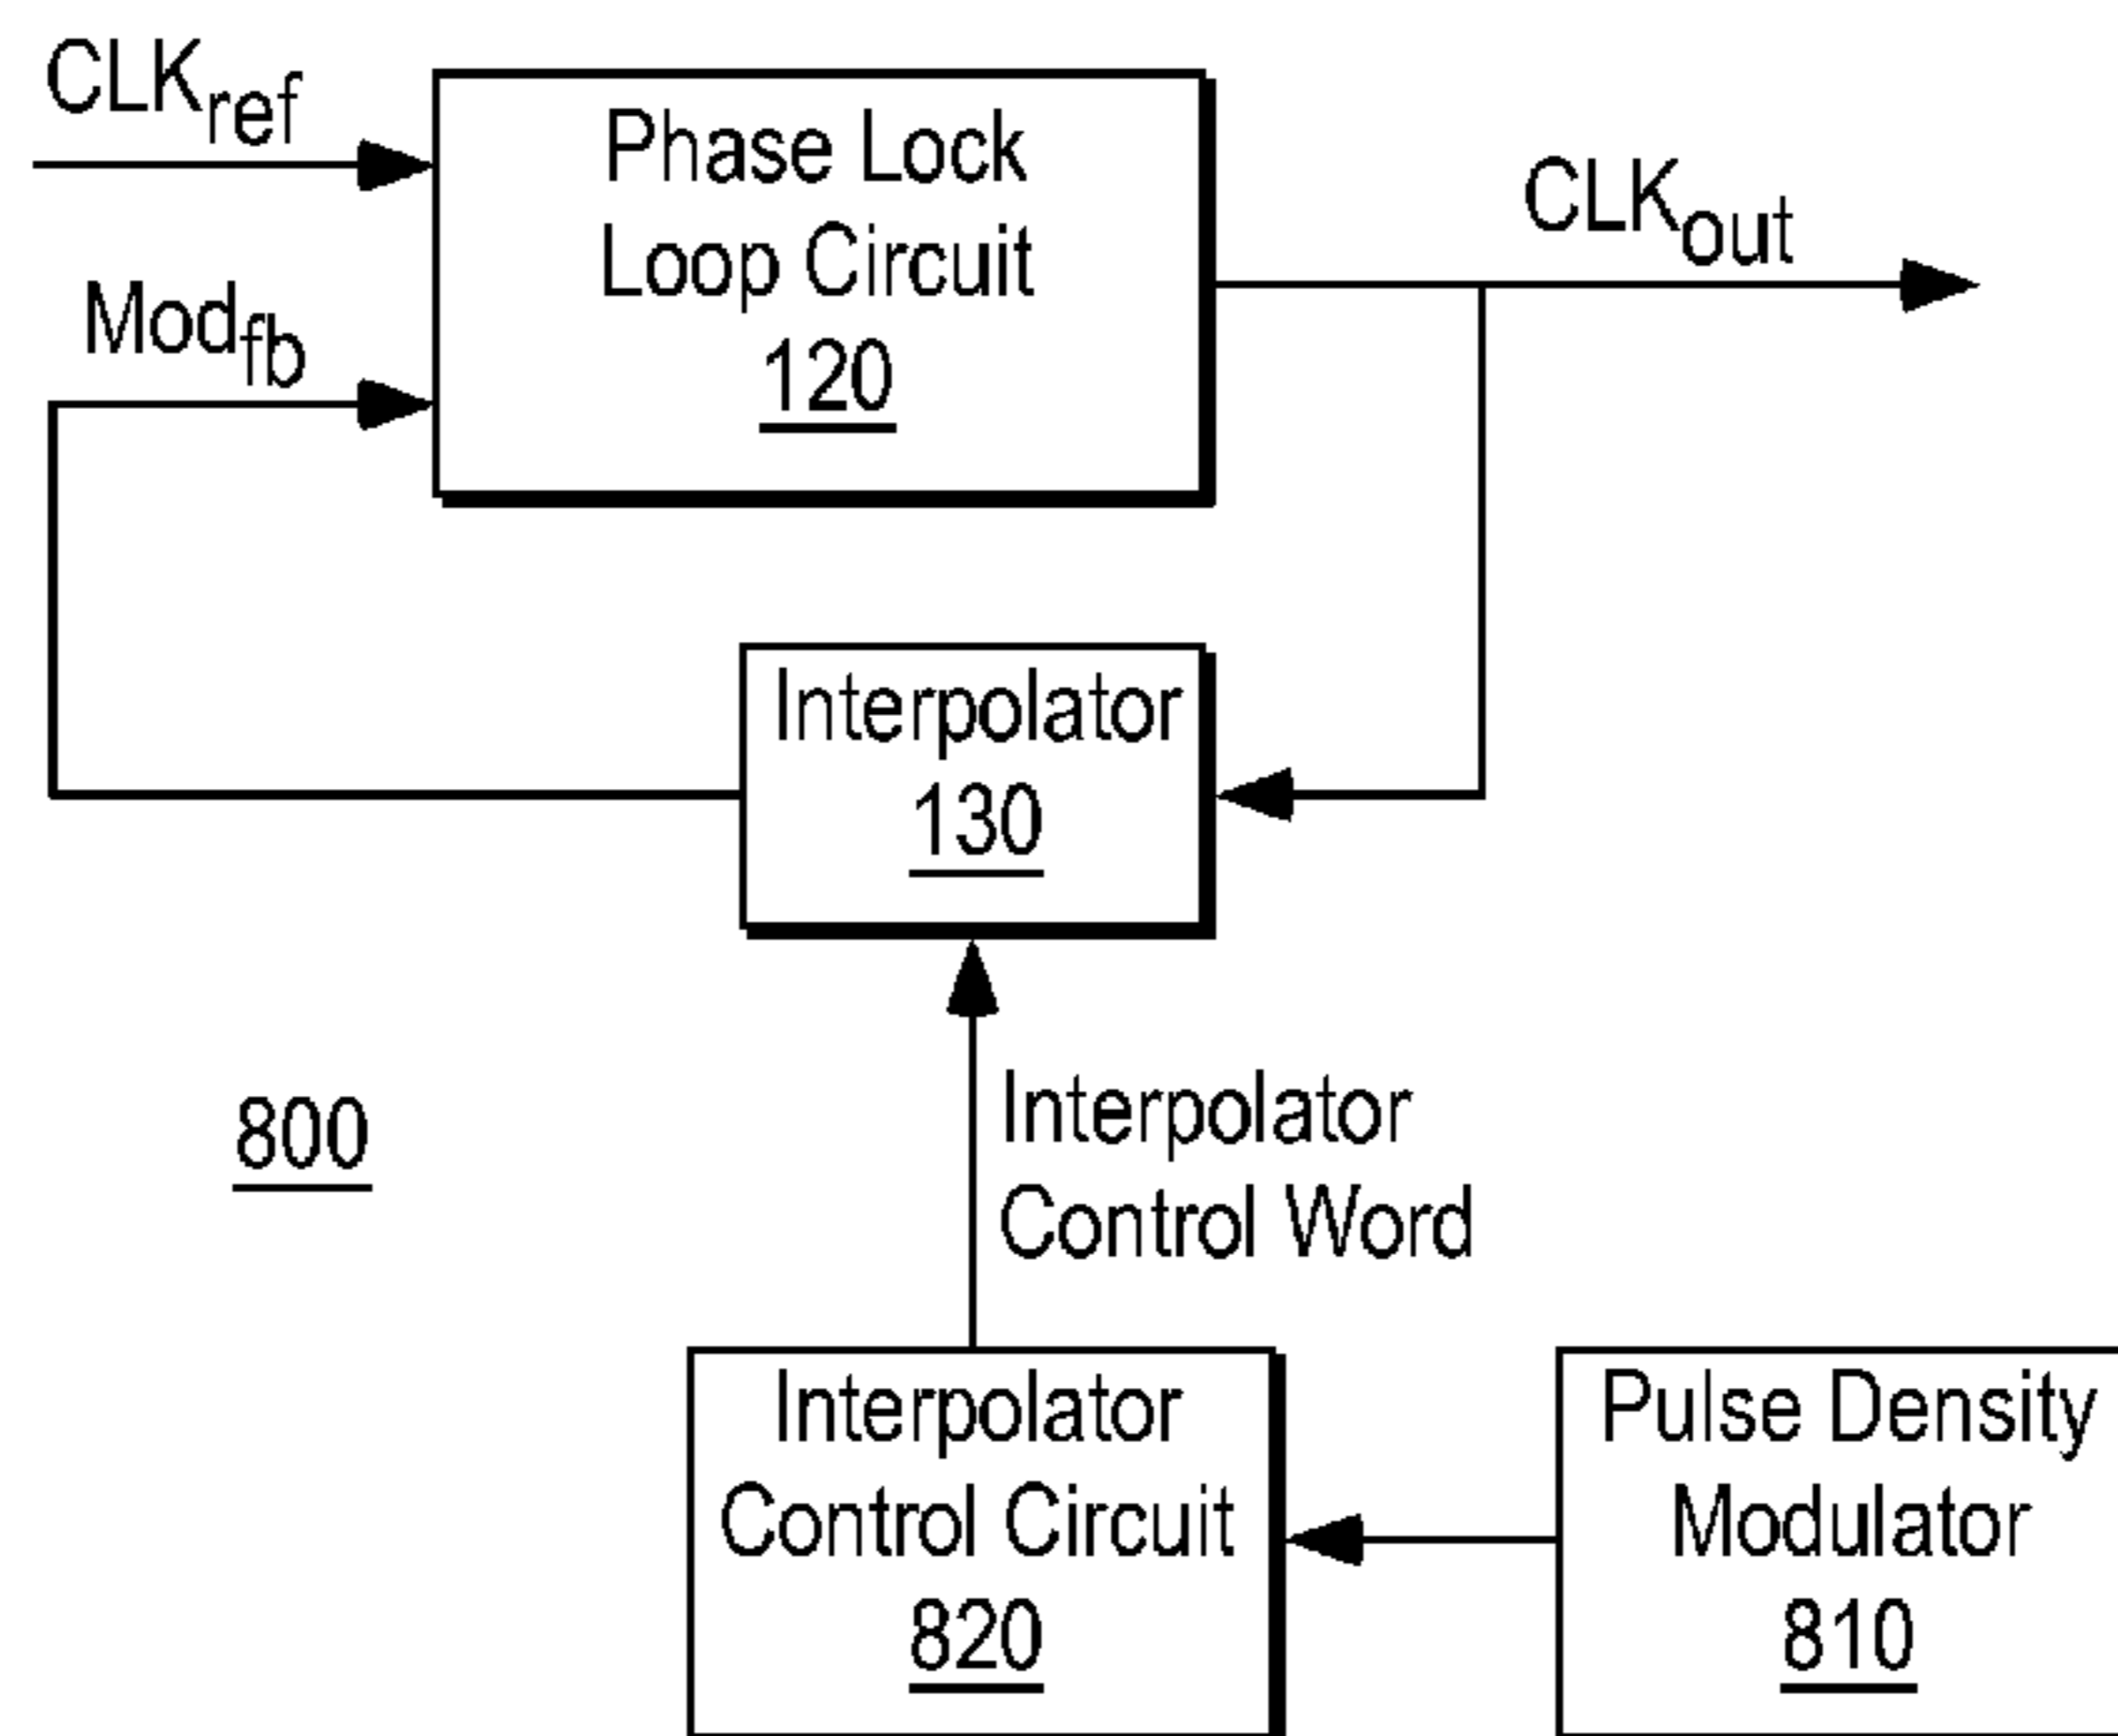 CLKref
Phase Lock
Loop Circuit
120
CLKout
Modfb
Interpolator
130
800
Interpolator
Control Word
Interpolator
Control Circuit
820
Pulse Density
Modulator
810